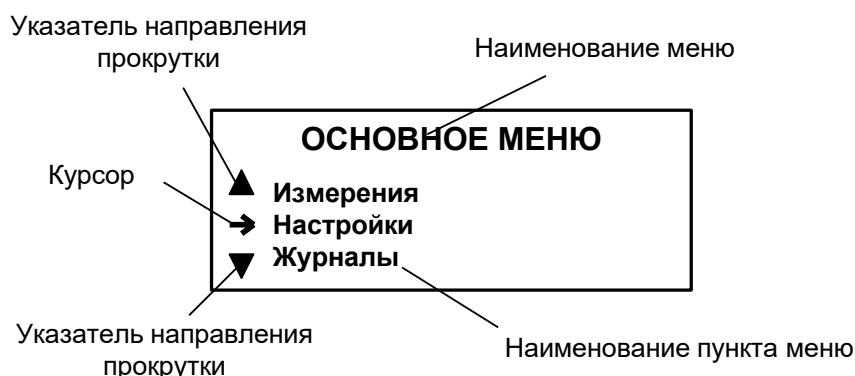 Указатель направления
прокрутки
Наименование меню
ОСНОВНОЕ МЕНЮ
Курсор
Измерения
Настройки
Журналы
Указатель направления
прокрутки
Наименование пункта меню